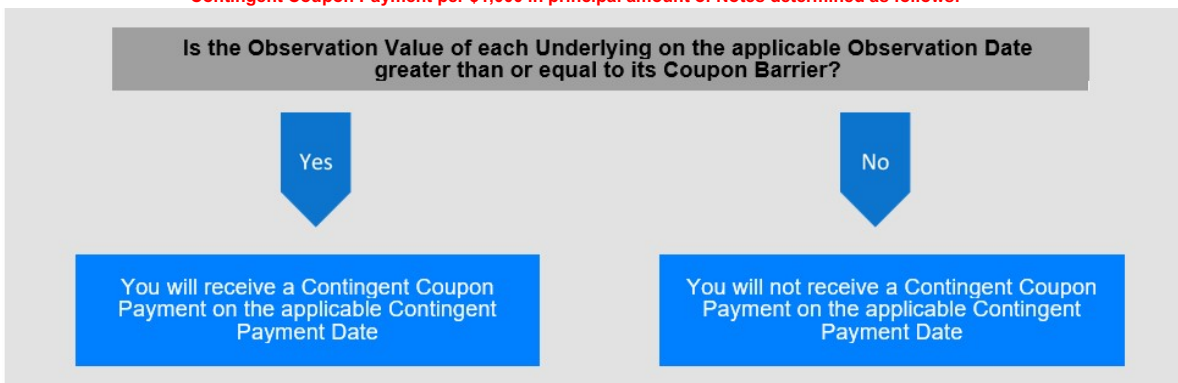 Contingent Coupon Payment per $1,000 in principal amount of Notes determined as follows:
Is the Observation Value of each Underlying on the applicable Observation Date
greater than or equal to its Coupon Barrier?
Yes
No
You will receive a Contingent Coupon
Payment on the applicable Contingent
Payment Date
You will not receive a Contingent Coupon
Payment on the applicable Contingent
Payment Date